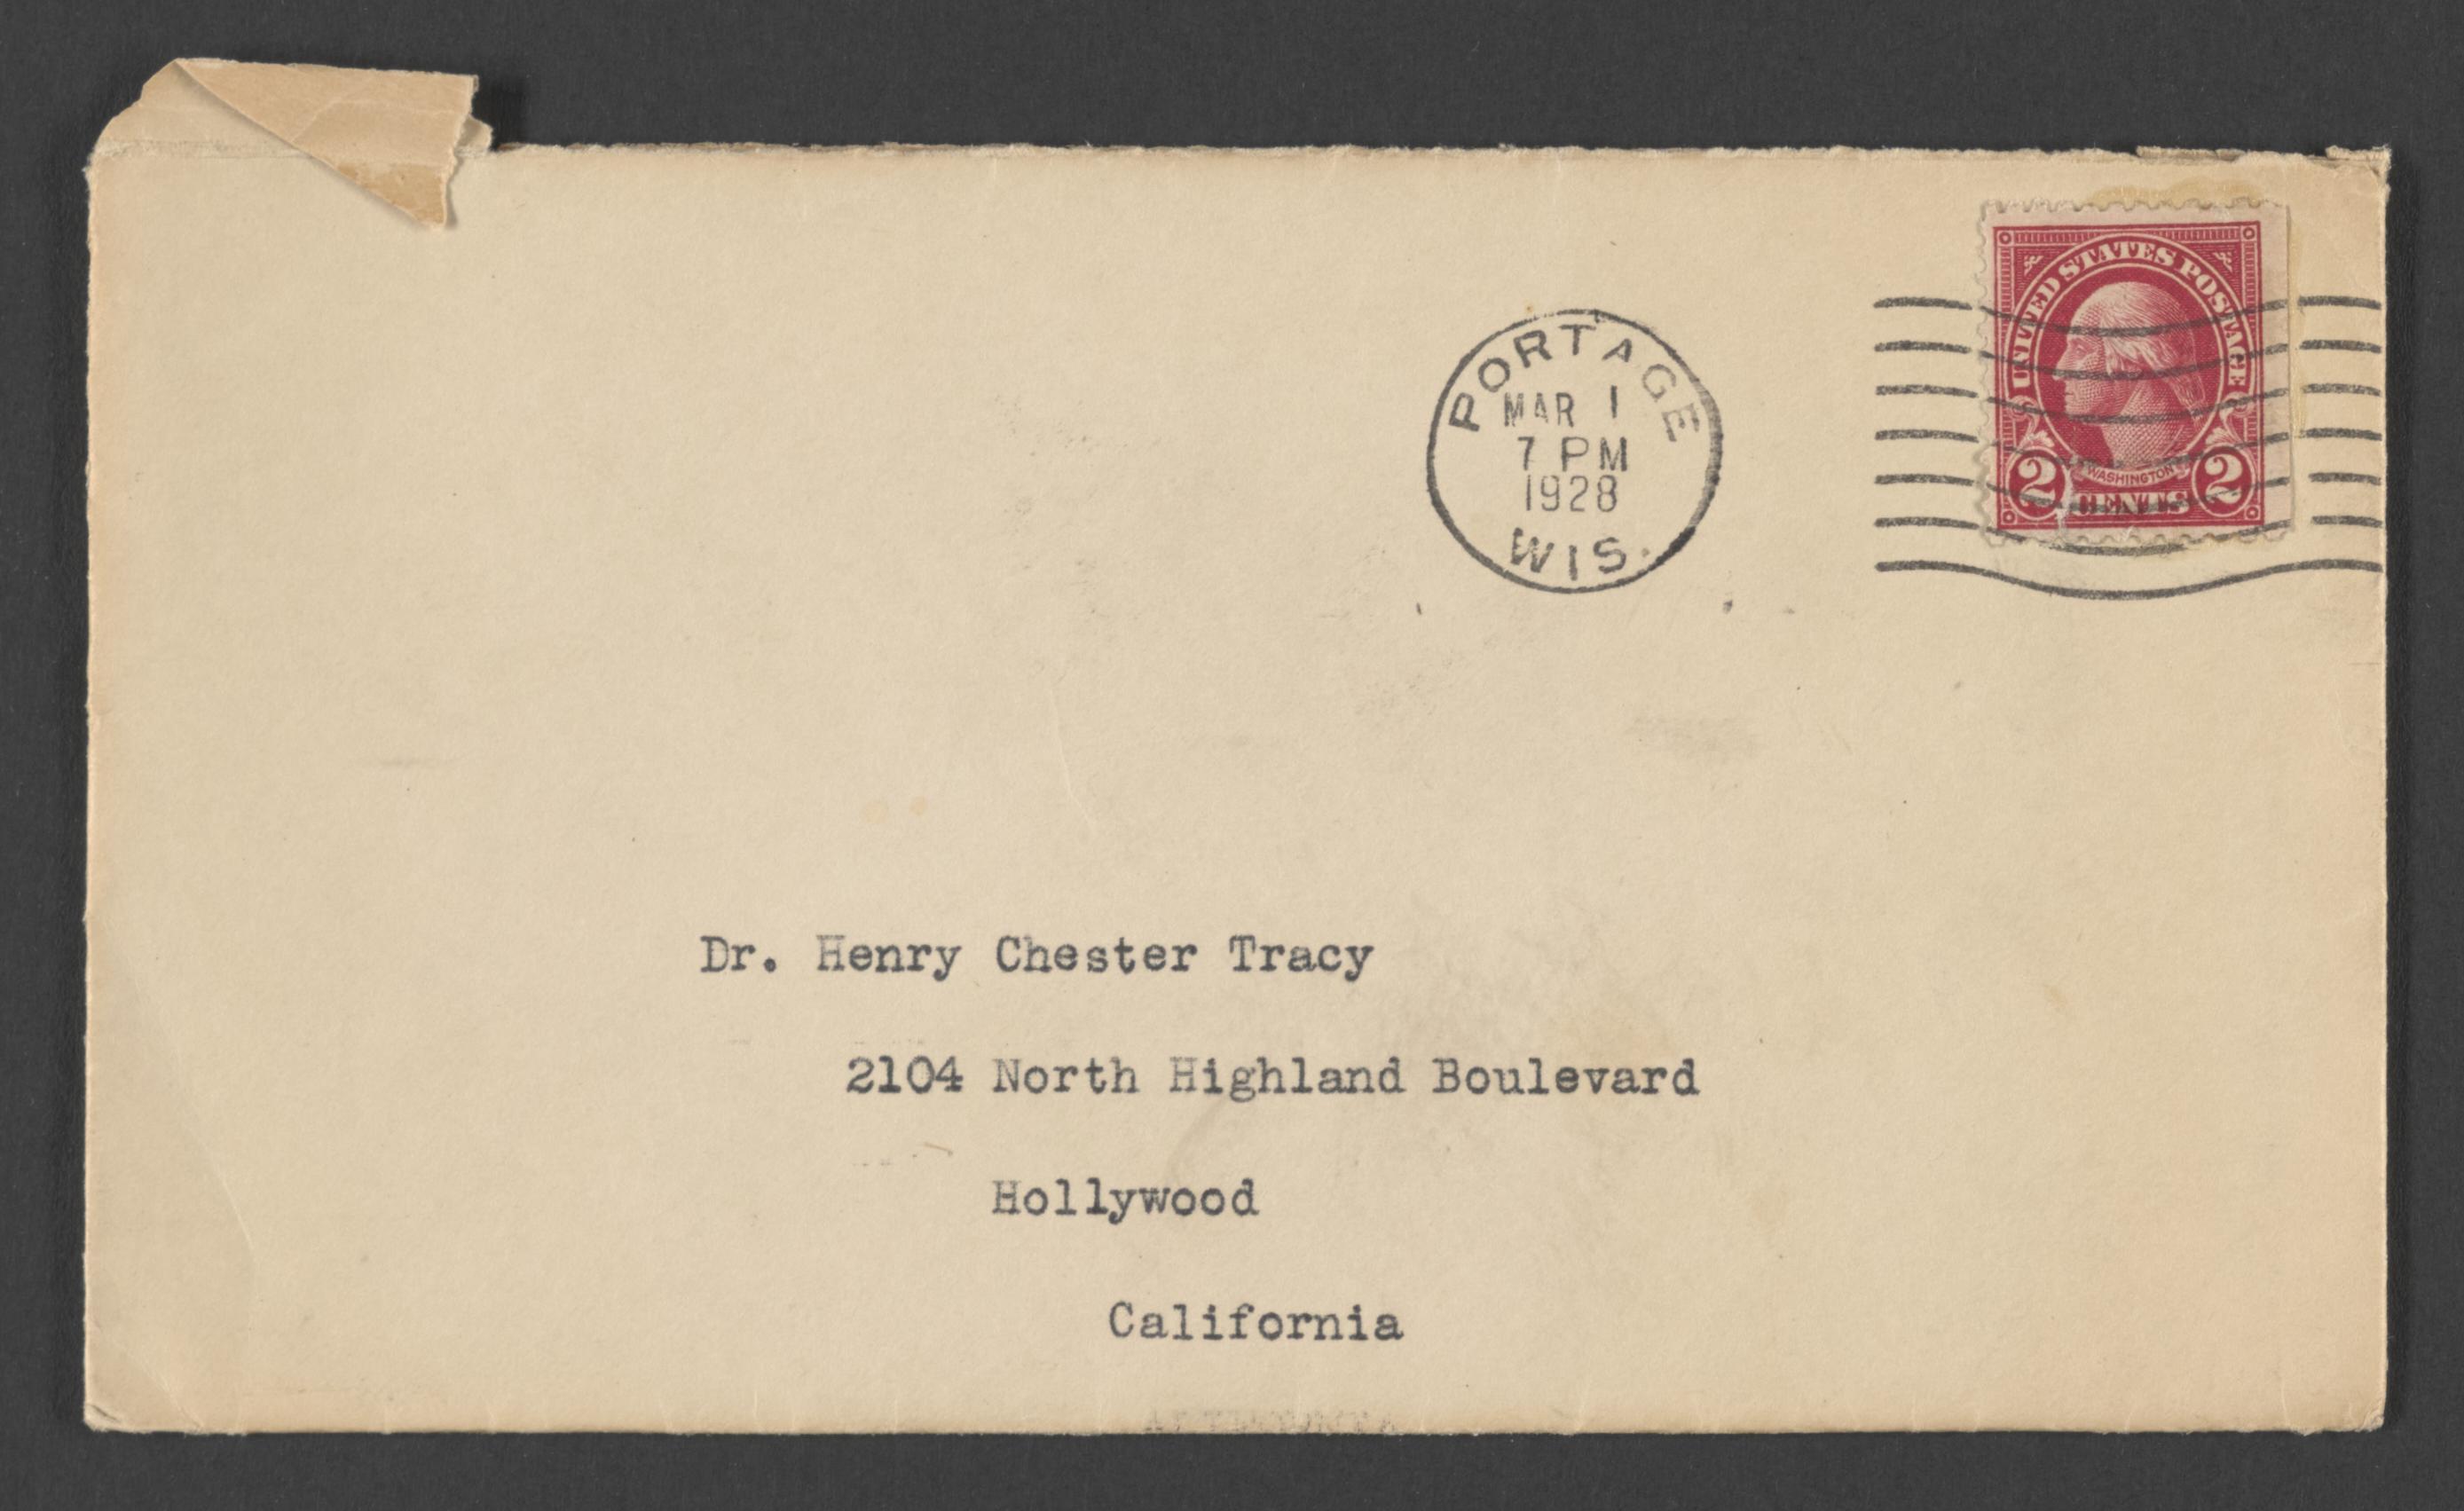 UNITED STATES POSTAGE
WASHINGTON
2 CENTS 2
PORTAGE
MAR 1
7 PM
1928
WIS.
Dr. Henry Chester Tracy
2104 North Highland Boulevard
Hollywood
California